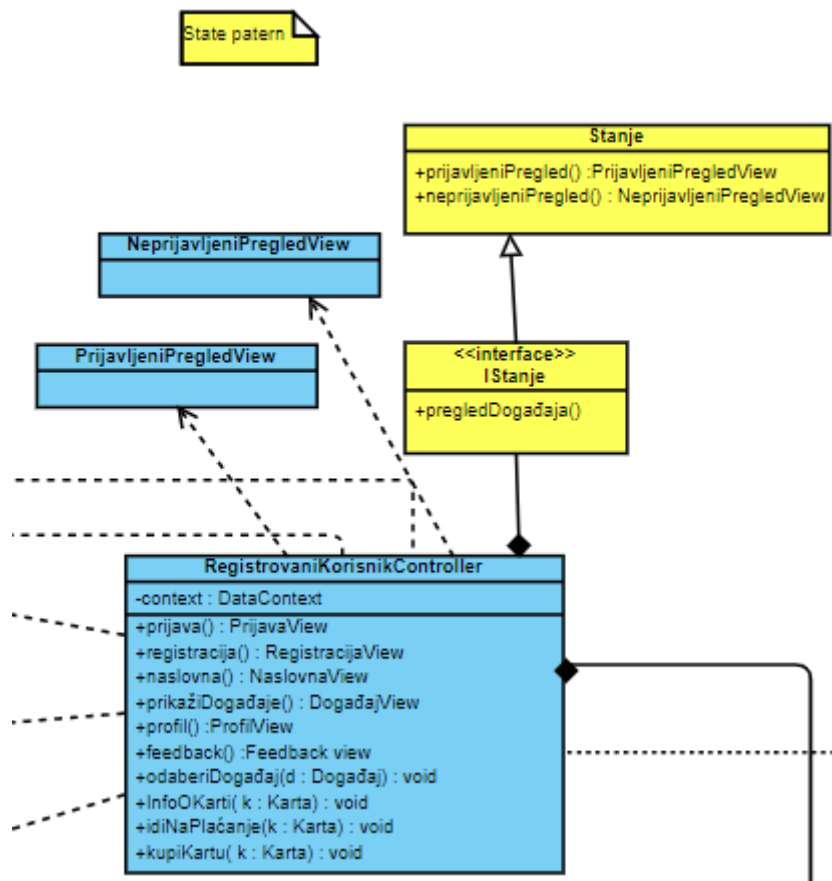 State patern
Stanje
+prijavljeniPregled() :PrijavljeniPregledView
+neprijavljeniPregled() : NeprijavljeniPregledView
NeprijavljeniPregledView
PrijavljeniPregledView
<<interface>>
IStanje
+pregledDogađaja()
RegistrovaniKorisnikController
-context : DataContext
+prijava() : PrijavaView
+registracija() : RegistracijaView
+naslovna() : NaslovnaView
+prikažiDogađaje() : DogađajView
+profil() :ProfilView
+feedback() :Feedback view
+odaberiDogađaj(d : Događaj) : void
+InfoOKarti( k : Karta) : void
+idiNaPlaćanje(k : Karta) : void
+kupiKartu( k : Karta) : void